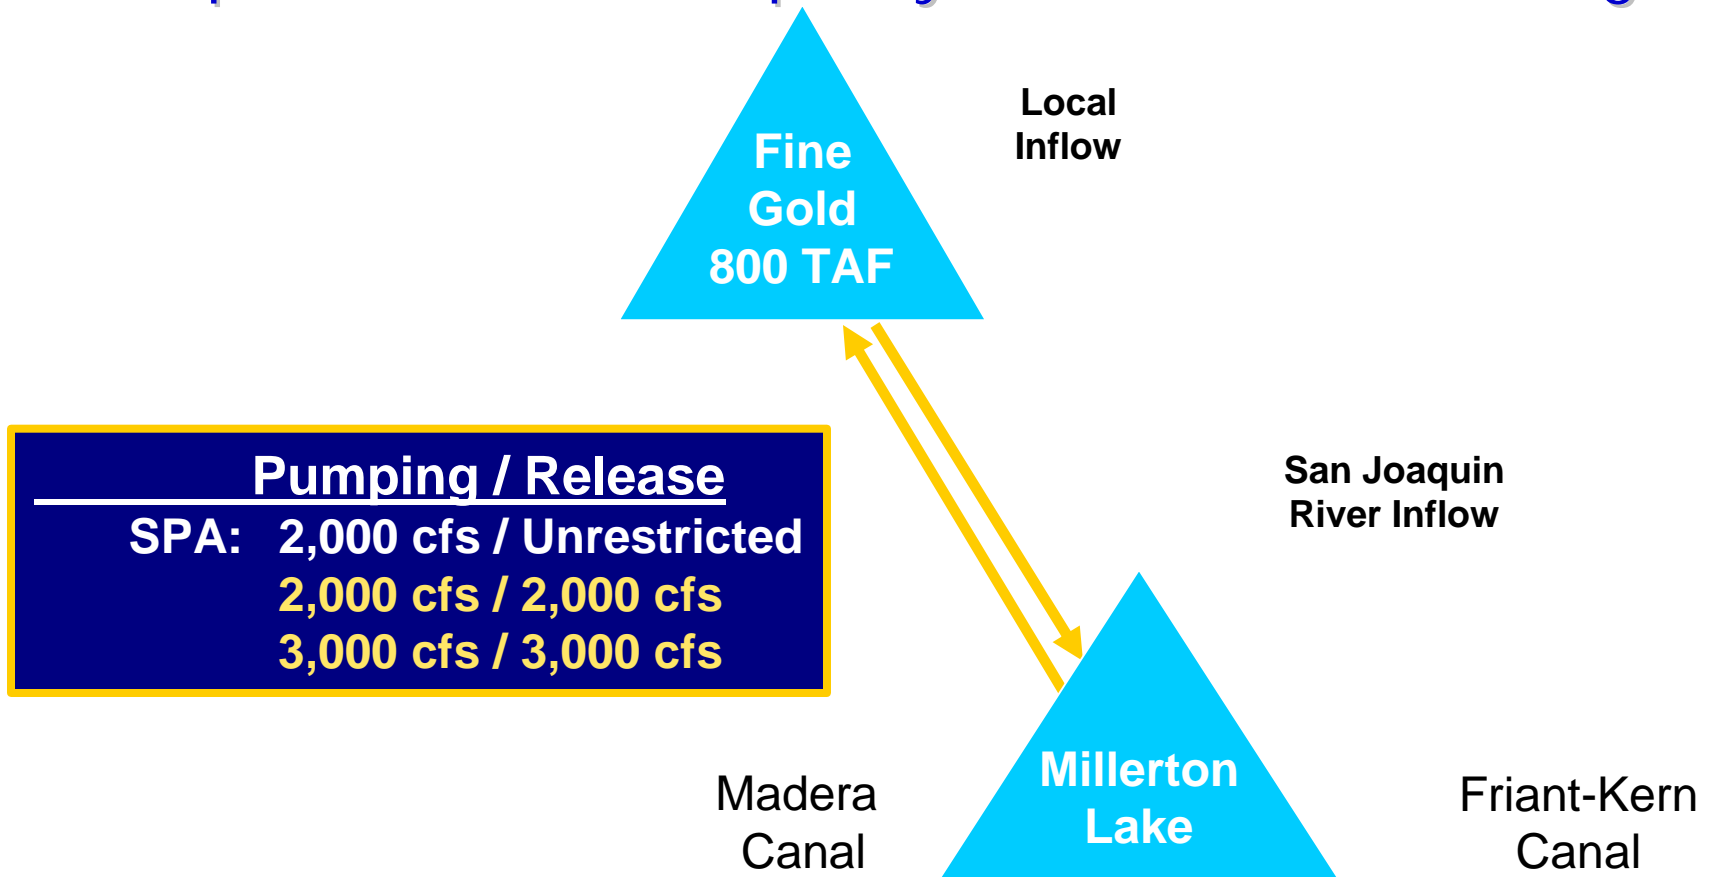 Local
Inflow
Fine
Gold
800 TAF
Pumping / Release
SPA: 2,000 cfs / Unrestricted
2,000 cfs / 2,000 cfs
3,000 cfs / 3,000 cfs
San Joaquin
River Inflow
Millerton
Lake
Madera
Canal
Friant-Kern
Canal